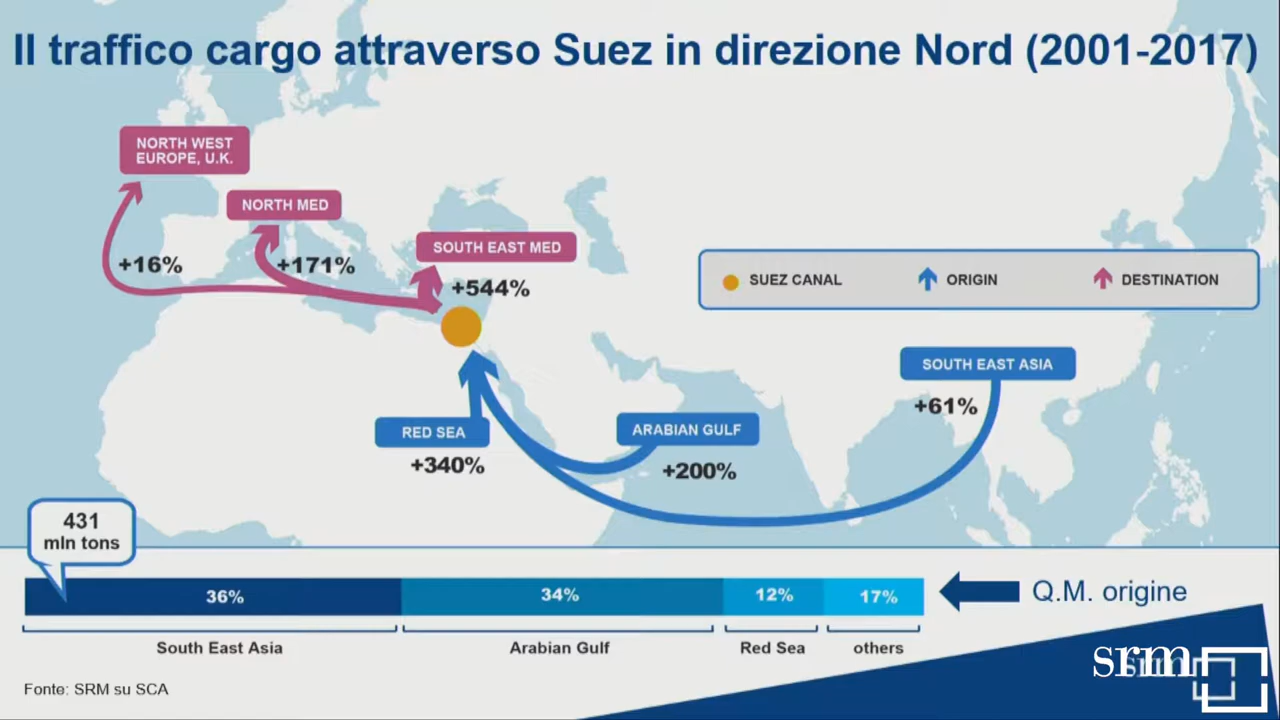 Il traffico cargo attraverso Suez in direzione Nord (2001-2017)
NORTH WEST
EUROPE, U.K.
NORTH MED
SOUTH EAST MED
+16%
+171%
+544%
SUEZ CANAL
ORIGIN
DESTINATION
SOUTH EAST ASIA
+61%
RED SEA
+340%
ARABIAN GULF
+200%
431
mln tons
36%
34%
12%
17%
Q.M. origine
South East Asia
Arabian Gulf
Red Sea
others
Fonte: SRM su SCA
srm
srm